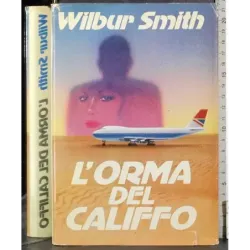 Wilbur Smith
L'ORMA
DEL
CALIFFO
Wilbur Smith
L'ORMA DEL CALIFFO